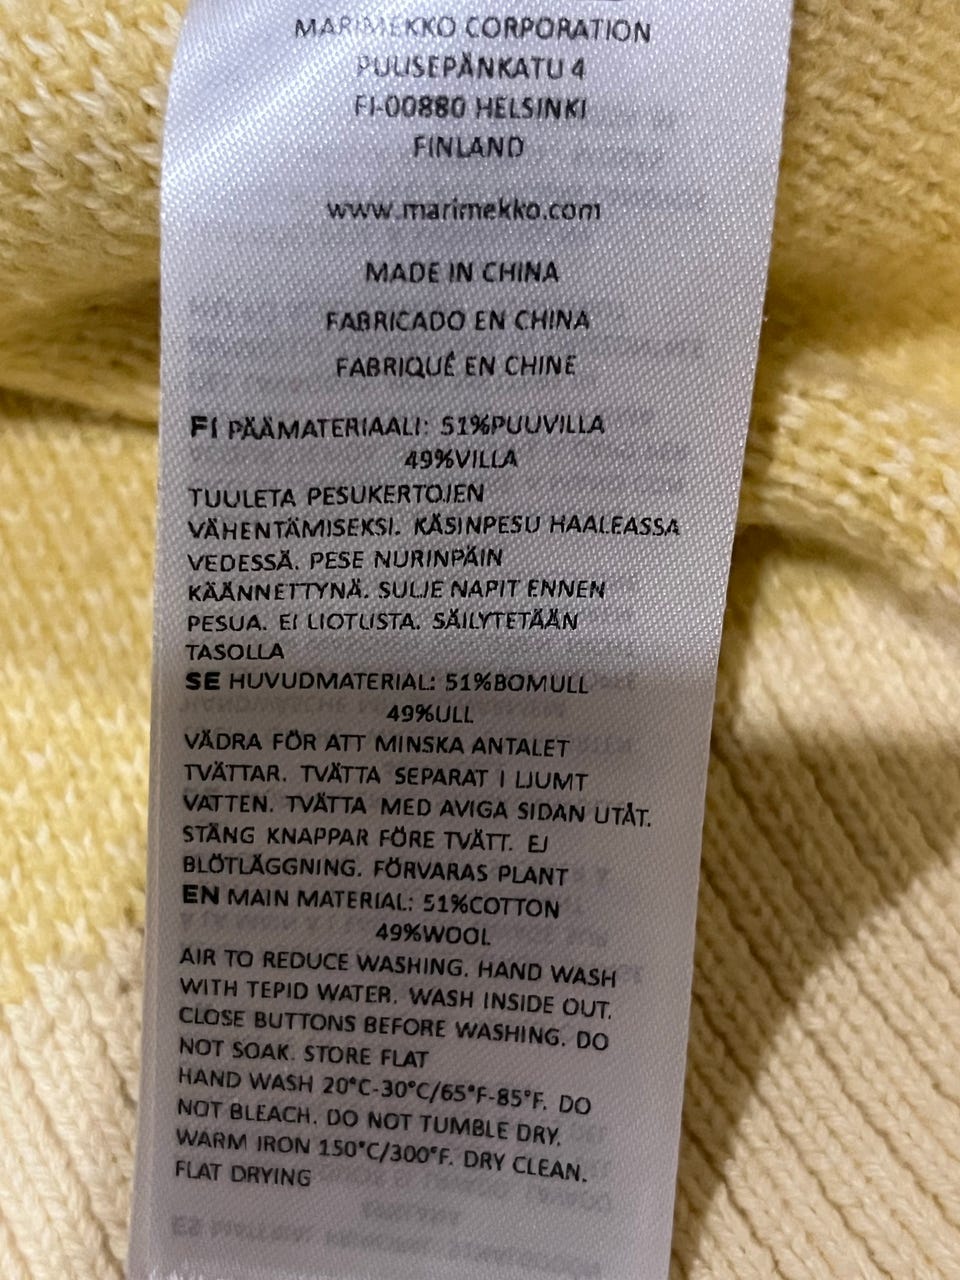 MARIMEKKO CORPORATION
PUUSEPÄNKATU 4
FI-00880 HELSINKI
FINLAND
www.marimekko.com
MADE IN CHINA
FABRICADO EN CHINA
FABRIQUÉ EN CHINE
FI PÄÄMATERIAALI: 51%PUUVILLA
49%VILLA
TUULETA PESUKERTOJEN
VÄHENTÄMISEKSI. KÄSINPESU HAALEASSA
VEDESSÄ. PESE NURINPÄIN
KÄÄNNETTYNÄ. SULJE NAPIT ENNEN
PESUA. EI LIOTUSTA. SÄILYTETÄÄN
TASOLLA
SE HUVUDMATERIAL: 51%BOMULL
49%ULL
VÄDRA FÖR ATT MINSKA ANTALET
TVÄTTAR. TVÄTTA SEPARAT I LJUMT
VATTEN. TVÄTTA MED AVIGA SIDAN UTÅT.
STÄNG KNAPPAR FÖRE TVÄTT. EJ
BLÖTLÄGGNING. FÖRVARAS PLANT
EN MAIN MATERIAL: 51%COTTON
49%WOOL
AIR TO REDUCE WASHING. HAND WASH
WITH TEPID WATER. WASH INSIDE OUT.
CLOSE BUTTONS BEFORE WASHING. DO
NOT SOAK. STORE FLAT
HAND WASH 20°C-30°C/65°F-85°F. DO
NOT BLEACH. DO NOT TUMBLE DRY.
WARM IRON 150°C/300°F. DRY CLEAN.
FLAT DRYING